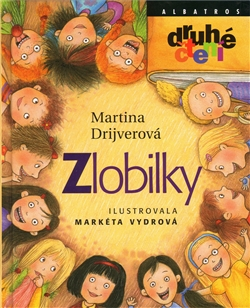 ALBATROS
druhé
čtení
Martina
Drijverová
Zlobilky
ILUSTROVALA
MARKÉTA VYDROVÁ